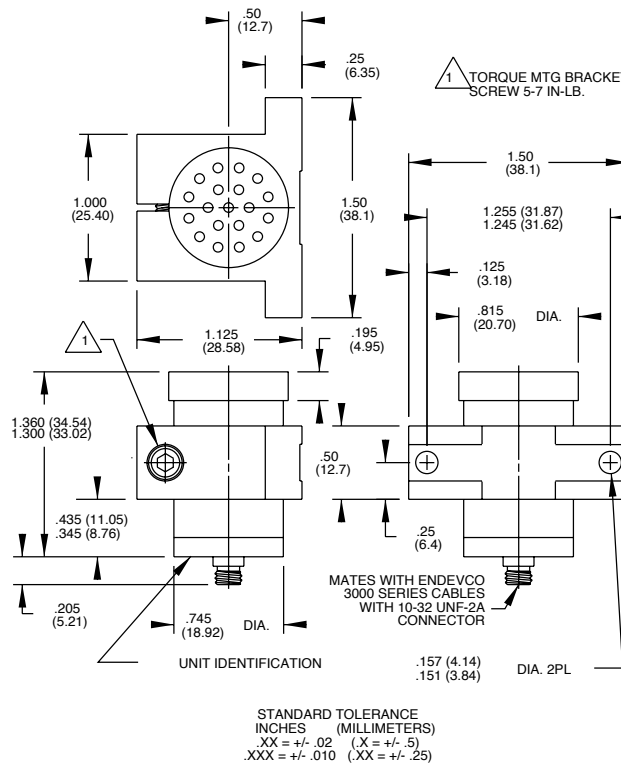 .50
(12.7)
.25
(6.35)
1
TORQUE MTG BRACKE
SCREW 5-7 IN-LB.
1.000
(25.40)
1.50
(38.1)
1.50
(38.1)
1.255 (31.87)
1.245 (31.62)
.125
(3.18)
.815
(20.70)
DIA.
1.125
(28.58)
.195
(4.95)
1
1.360 (34.54)
1.300 (33.02)
.50
(12.7)
.435 (11.05)
.345 (8.76)
.25
(6.4)
.205
(5.21)
.745
(18.92)
DIA.
MATES WITH ENDEVCO
3000 SERIES CABLES
WITH 10-32 UNF-2A
CONNECTOR
UNIT IDENTIFICATION
.157 (4.14)
.151 (3.84)
DIA. 2PL
STANDARD TOLERANCE
INCHES (MILLIMETERS)
.XX = +/- .02 (.X = +/- .5)
.XXX = +/- .010 (.XX = +/- .25)